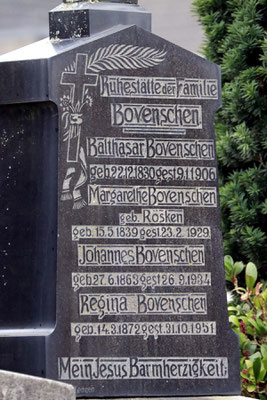 Ruhestätte der Familie
Bovenschen
Balthasar Bovenschen
geb. 22.12.1830 gest. 9.1.1906
Margarethe Bovenschen
geb. Rosken
geb. 15.5.1839 gest. 23.2.1929
Johannes Bovenschen
geb. 27.6.1863 gest. 26.9.1934
Regina Bovenschen
geb. 14.3.1872 gest. 31.10.1951
Mein Jesus Barmherzigkeit